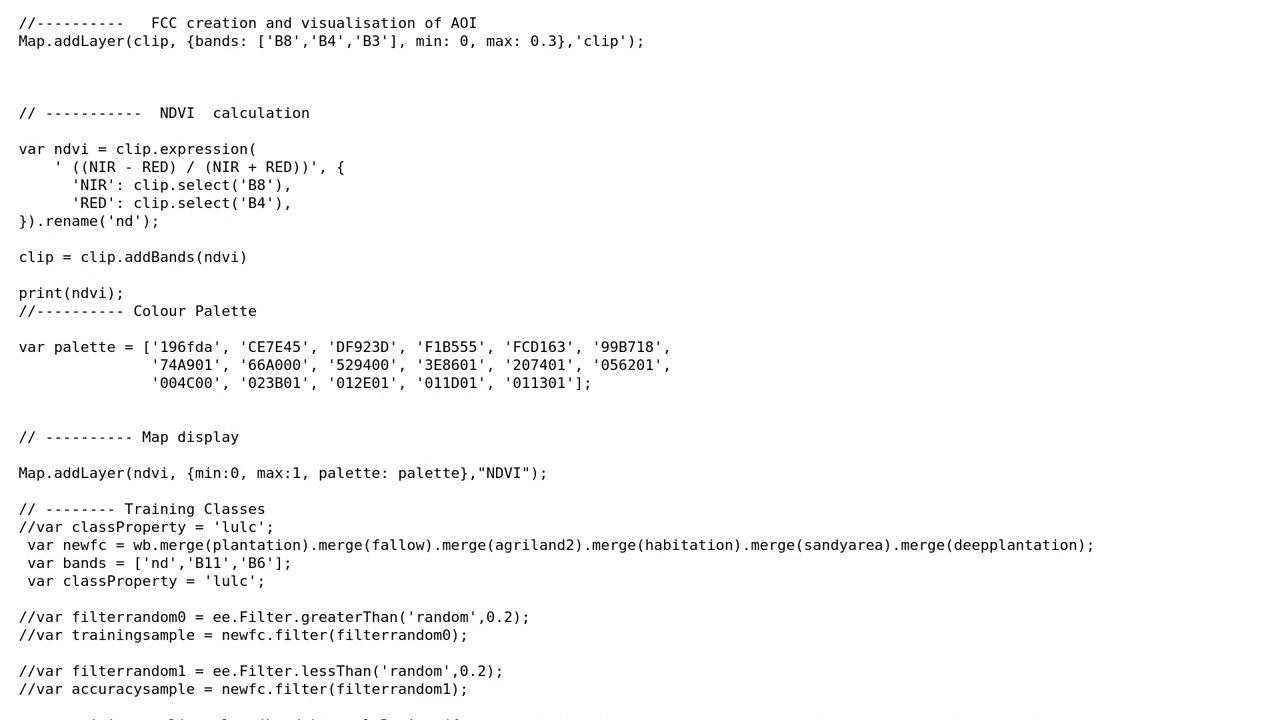 //----------   FCC creation and visualisation of AOI
Map.addLayer(clip, {bands: ['B8','B4','B3'], min: 0, max: 0.3},'clip');
// -----------  NDVI  calculation
var ndvi = clip.expression(
    ' ((NIR - RED) / (NIR + RED))', {
      'NIR': clip.select('B8'),
      'RED': clip.select('B4'),
}).rename('nd');
clip = clip.addBands(ndvi)
print(ndvi);
//---------- Colour Palette
var palette = ['196fda', 'CE7E45', 'DF923D', 'F1B555', 'FCD163', '99B718',
               '74A901', '66A000', '529400', '3E8601', '207401', '056201',
               '004C00', '023B01', '012E01', '011D01', '011301'];
// ---------- Map display
Map.addLayer(ndvi, {min:0, max:1, palette: palette},"NDVI");
// -------- Training Classes
//var classProperty = 'lulc';
 var newfc = wb.merge(plantation).merge(fallow).merge(agriland2).merge(habitation).merge(sandyarea).merge(deepplantation);
 var bands = ['nd','B11','B6'];
 var classProperty = 'lulc';
//var filterrandom0 = ee.Filter.greaterThan('random',0.2);
//var trainingsample = newfc.filter(filterrandom0);
//var filterrandom1 = ee.Filter.lessThan('random',0.2);
//var accuracysample = newfc.filter(filterrandom1);